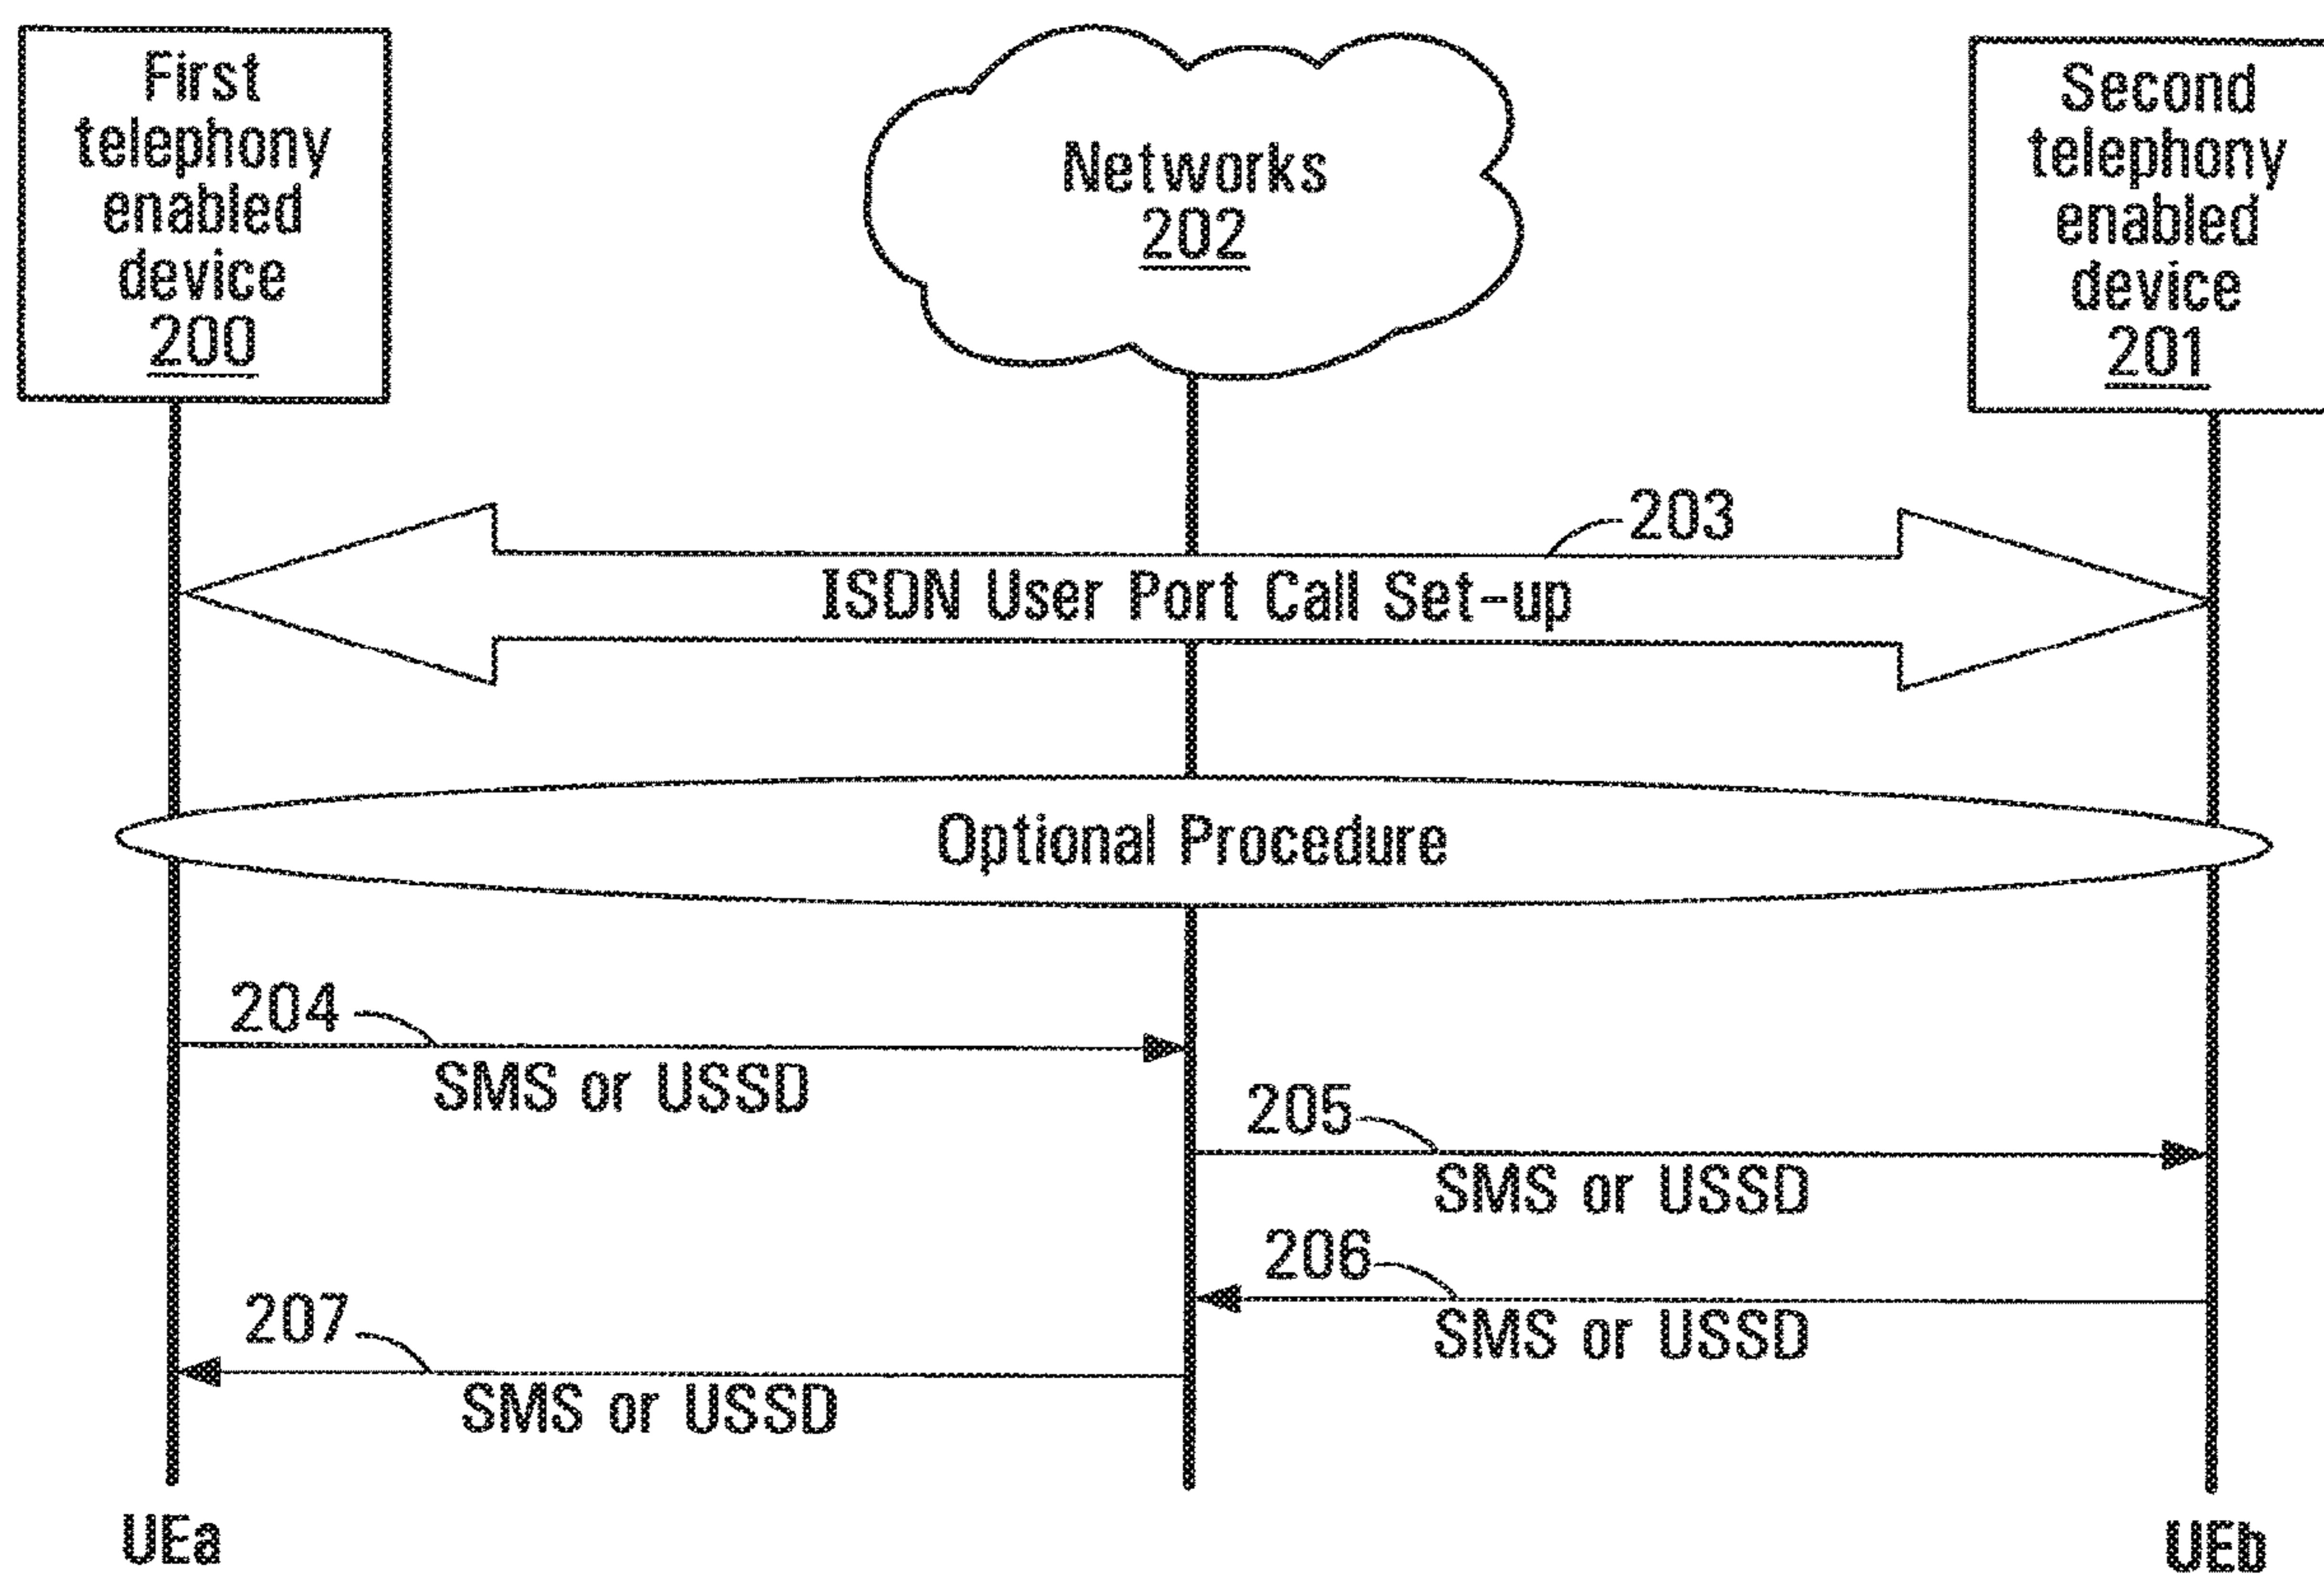 First
telephony
enabled
device
200
Networks
202
Second
telephony
enabled
device
201
203
ISDN User Port Call Set-up
Optional Procedure
204
SMS or USSD
205
SMS or USSD
206
SMS or USSD
207
SMS or USSD
UEa
UEb